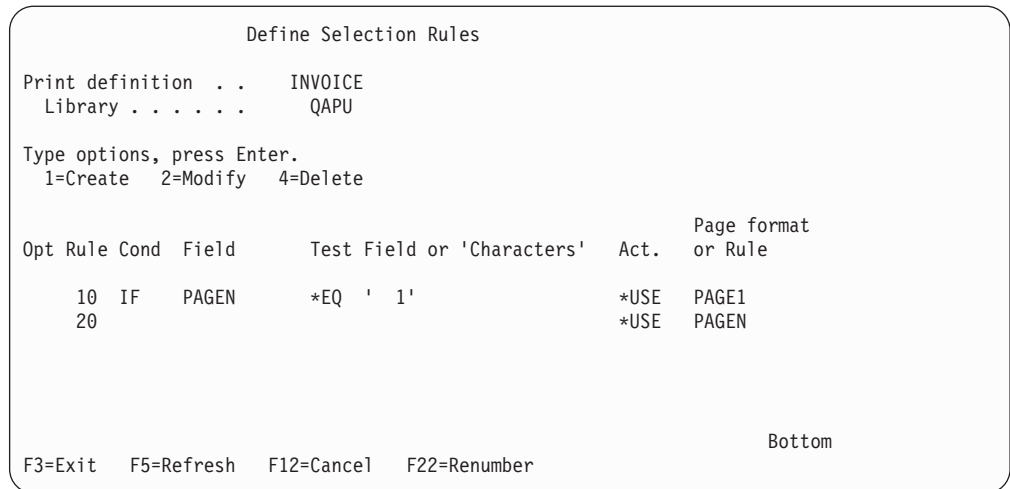 Define Selection Rules
Print definition . . INVOICE
Library . . . . . . QAPU
Type options, press Enter.
1=Create 2=Modify 4=Delete
Page format
Opt Rule Cond Field Test Field or 'Characters' Act. or Rule
10 IF PAGEN *EQ ' 1' *USE PAGE1
20 *USE PAGEN
Bottom
F3=Exit F5=Refresh F12=Cancel F22=Renumber